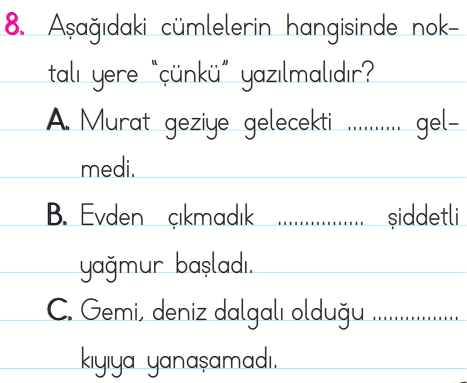 8. Aşağıdaki cümlelerin hangisinde nok-
talı yere "çünkü" yazılmalıdır?
A. Murat geziye gelecekti .......... gel-
medi.
B. Evden çıkmadık ................ şiddetli
yağmur başladı.
C. Gemi, deniz dalgalı olduğu ................
kıyıya yanaşamadı.